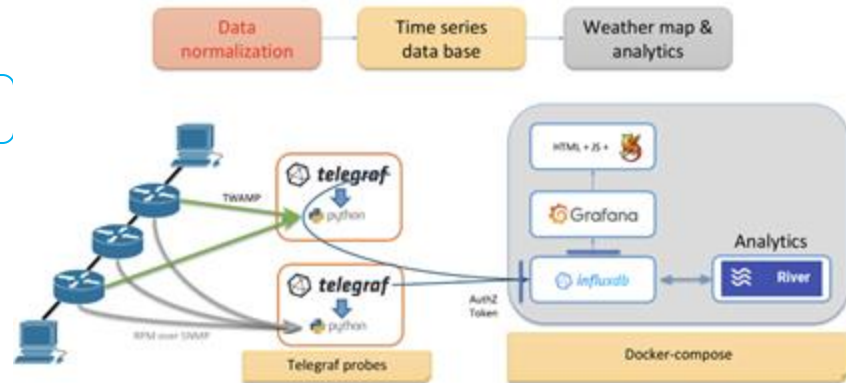 Data
normalization
Time series
data base
Weather map &
analytics
HTML + JS +
telegraf
python
TWAMP
Grafana
Analytics
telegraf
influxdb
River
AuthZ
Token
python
RPM over SNMP
Telegraf probes
Docker-compose